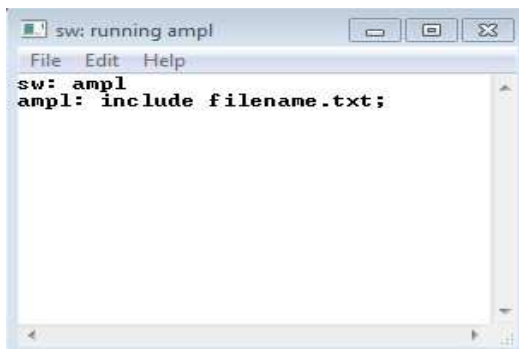 sw: running ampl
File Edit Help
sw: ampl
ampl: include filename.txt;